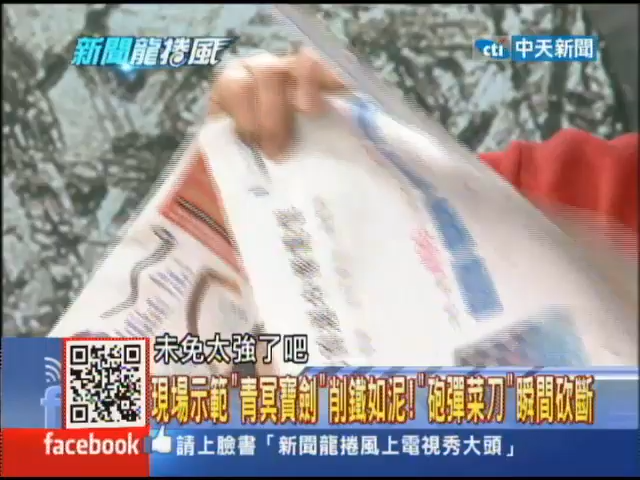 新聞龍捲風
cti 中天新聞
未免太強了吧
現場示範"青冥寶劍"削鐵如泥!"砲彈菜刀"瞬間砍斷
facebook 請上臉書「新聞龍捲風上電視秀大頭」